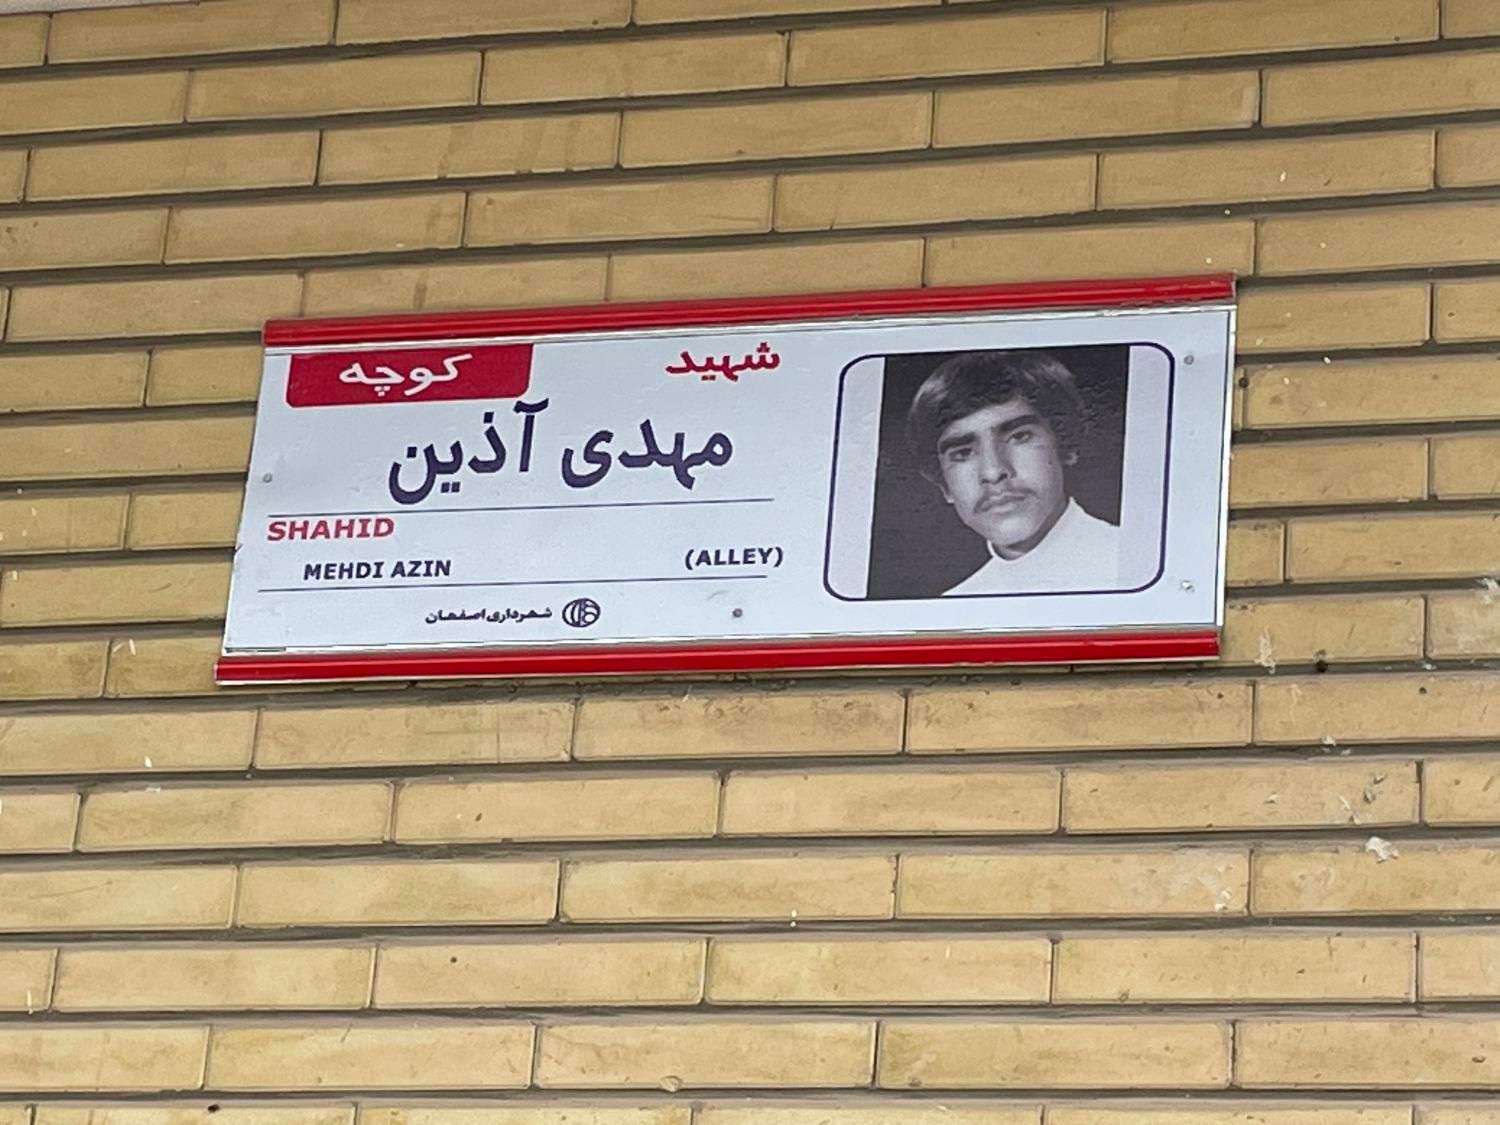 کوچه
شهید
مهدی آذین
SHAHID
MEHDI AZIN (ALLEY)
شهرداری اصفهان